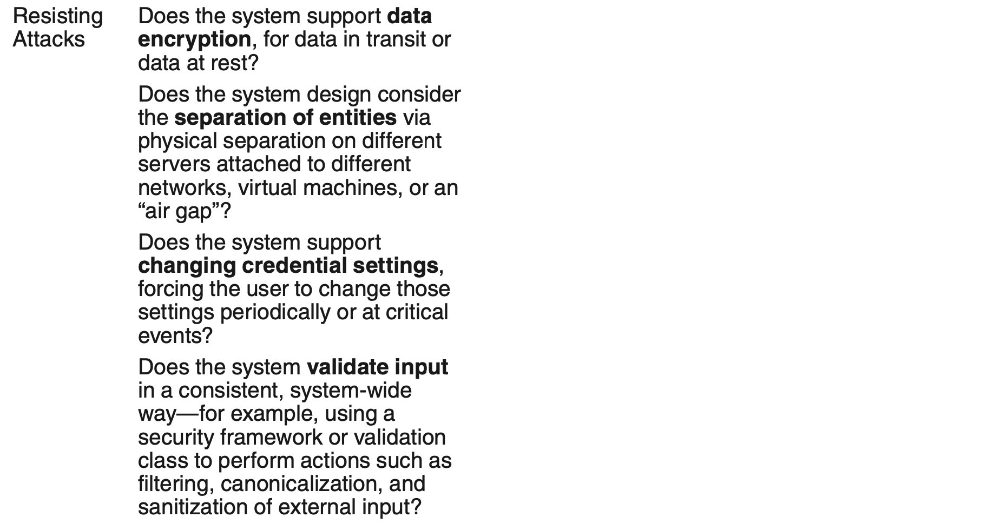 Resisting
Attacks
Does the system support data
encryption, for data in transit or
data at rest?
Does the system design consider
the separation of entities via
physical separation on different
servers attached to different
networks, virtual machines, or an
“air gap”?
Does the system support
changing credential settings,
forcing the user to change those
settings periodically or at critical
events?
Does the system validate input
in a consistent, system-wide
way—for example, using a
security framework or validation
class to perform actions such as
filtering, canonicalization, and
sanitization of external input?